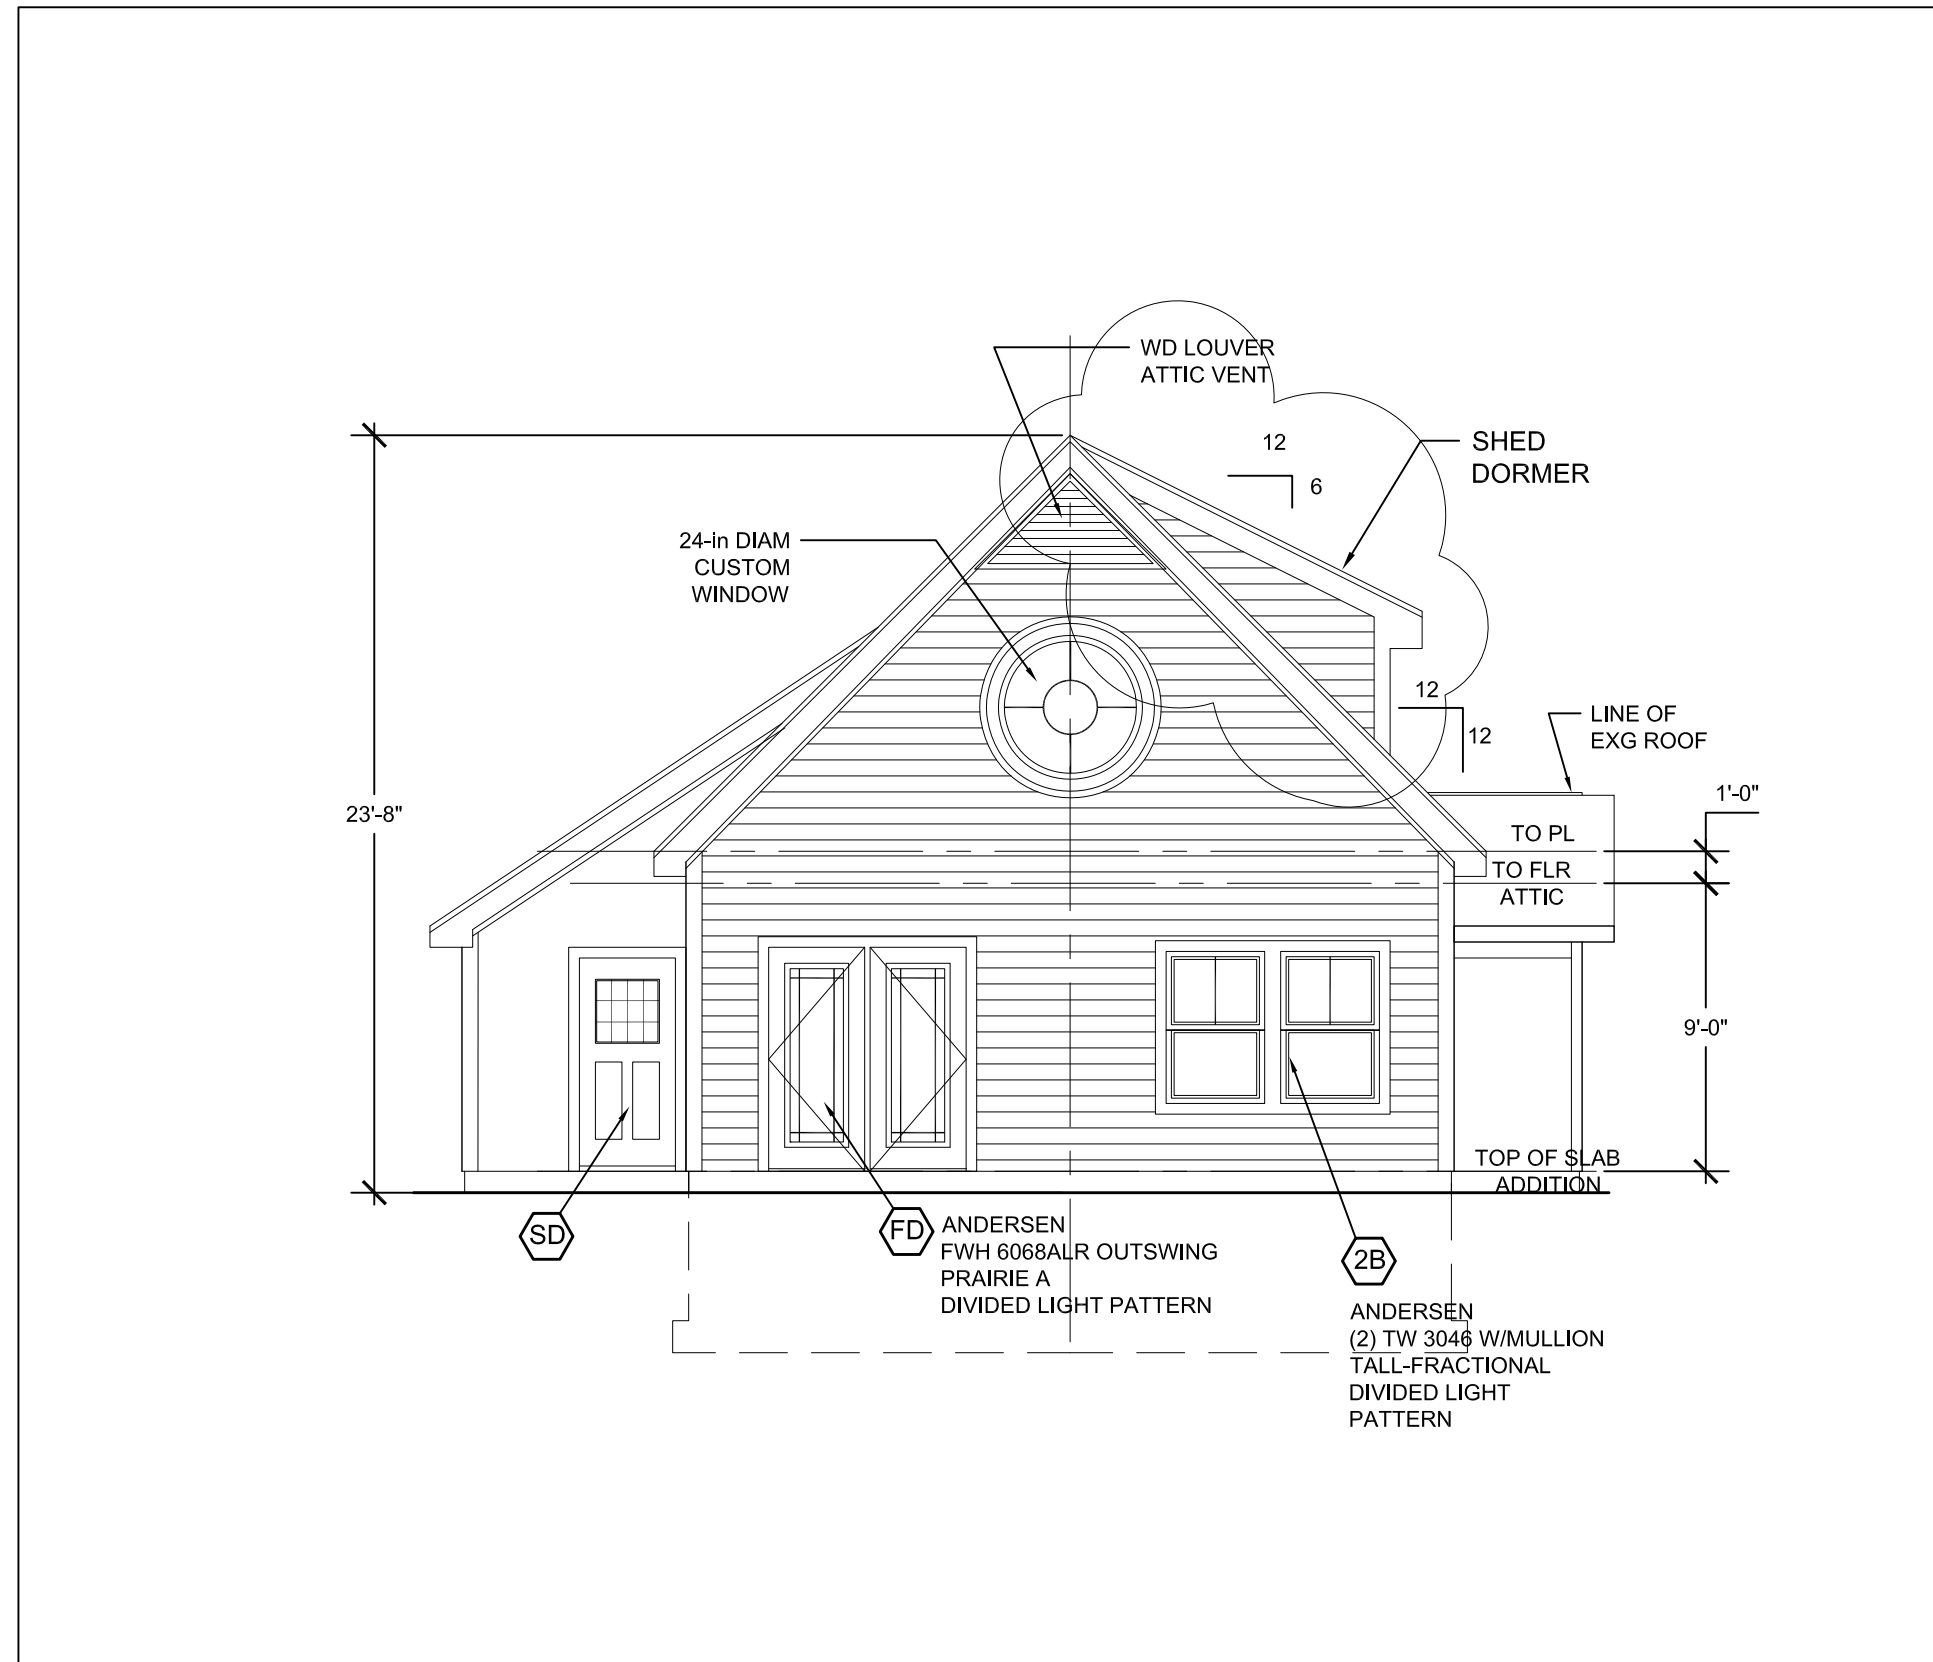 WD LOUVER
ATTIC VENT
12
6
SHED
DORMER
24-in DIAM
CUSTOM
WINDOW
12
12
LINE OF
EXG ROOF
1'-0"
23'-8"
TO PL
TO FLR
ATTIC
9'-0"
TOP OF SLAB
ADDITION
SD
FD
ANDERSEN
FWH 6068ALR OUTSWING
PRAIRIE A
DIVIDED LIGHT PATTERN
2B
ANDERSEN
(2) TW 3046 W/MULLION
TALL-FRACTIONAL
DIVIDED LIGHT
PATTERN